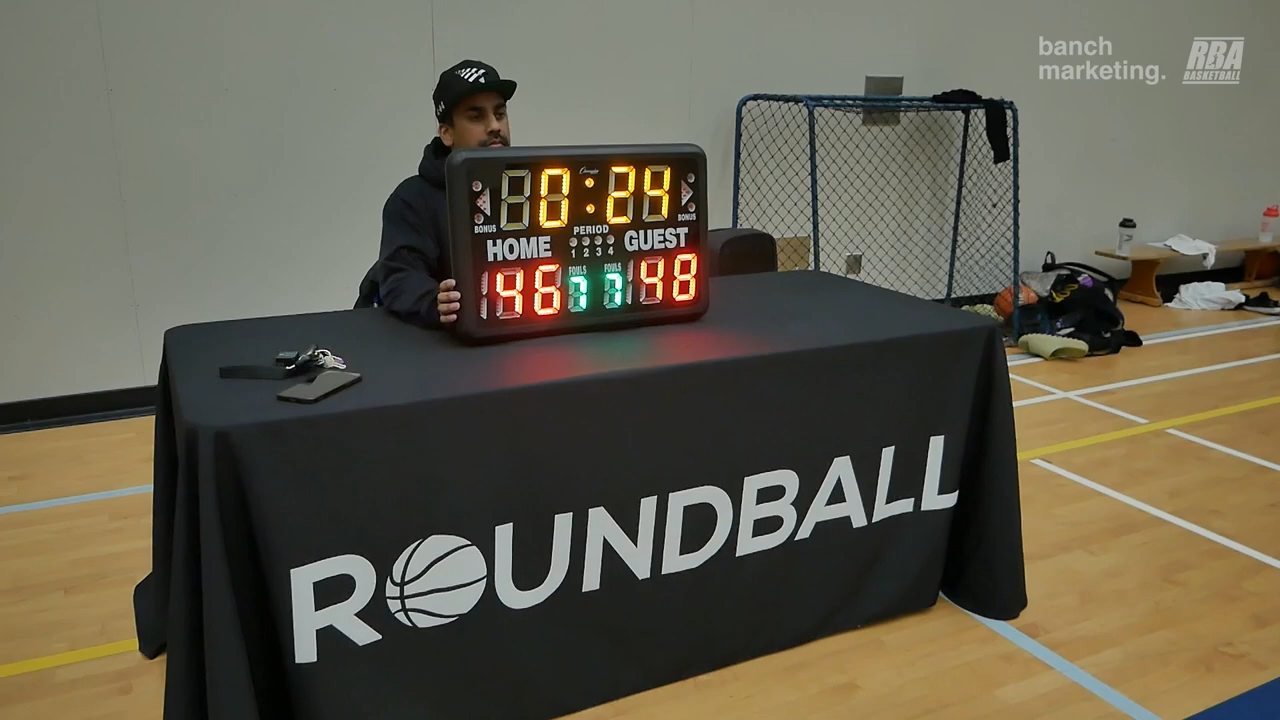 banch
marketing.
RBA
BASKETBALL
0:24
BONUS
BONUS
PERIOD
HOME
GUEST
1 2 3 4
FOULS
FOULS
46
7
7
48
ROUNDBALL